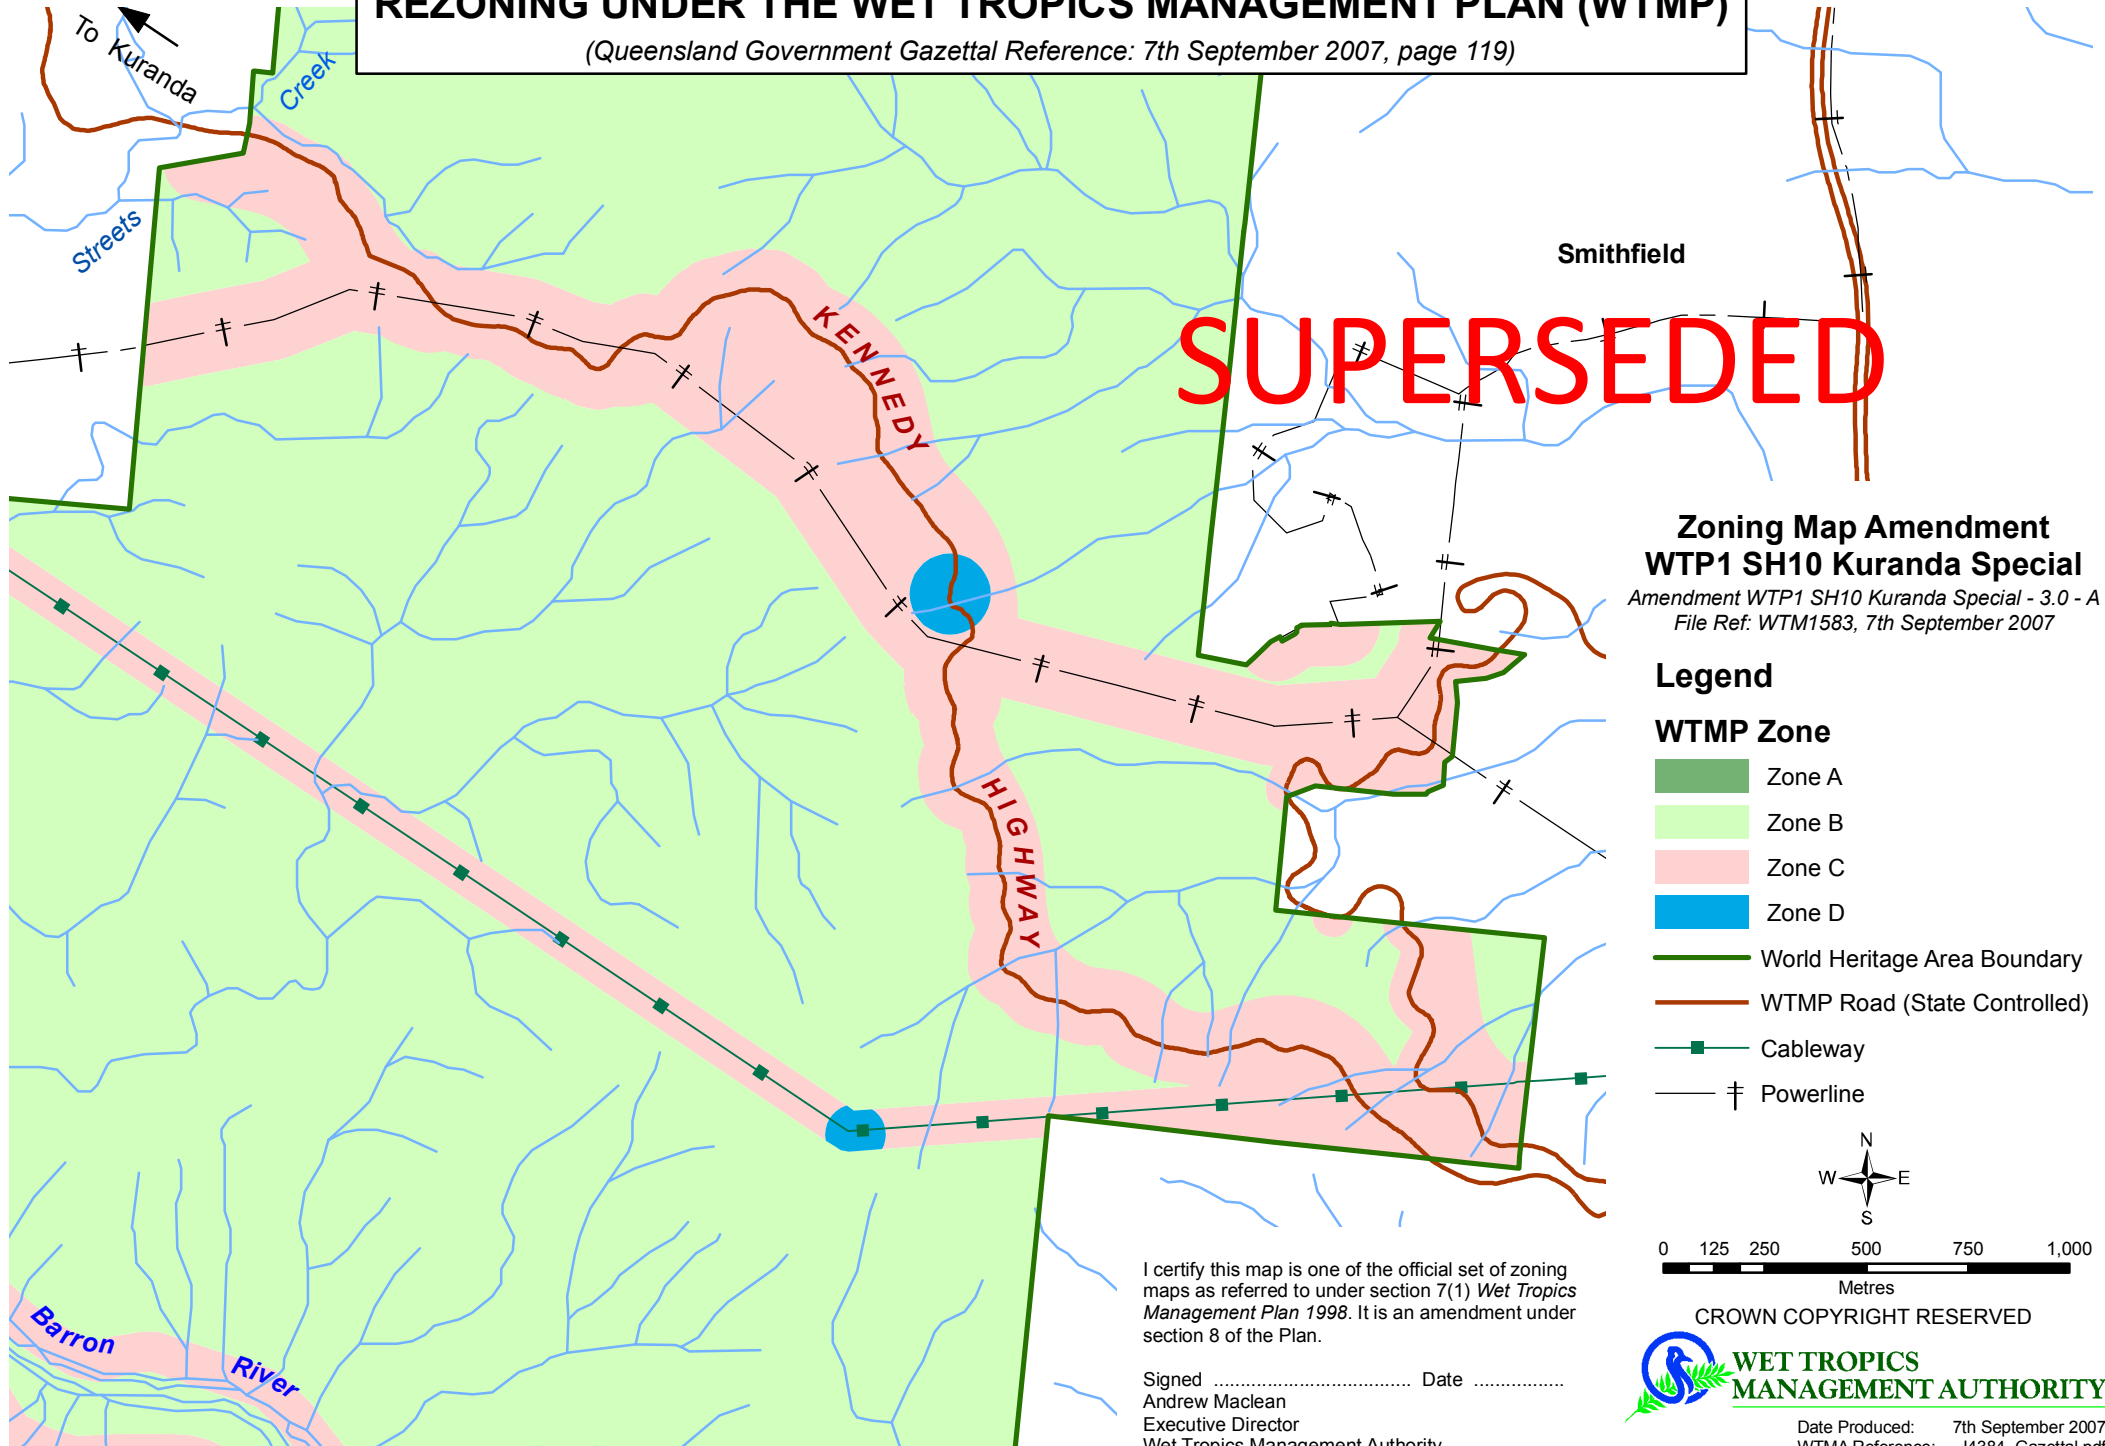 REZONING UNDER THE WET TROPICS MANAGEMENT PLAN (WTMP)
(Queensland Government Gazettal Reference: 7th September 2007, page 119)
To Kuranda
Creek
Streets
KENNEDY
HIGHWAY
Smithfield
SUPERSEDED
Barron
River
Zoning Map Amendment
WTP1 SH10 Kuranda Special
Amendment WTP1 SH10 Kuranda Special - 3.0 - A
File Ref: WTM1583, 7th September 2007
Legend
WTMP Zone
Zone A
Zone B
Zone C
Zone D
World Heritage Area Boundary
WTMP Road (State Controlled)
Cableway
Powerline
N
W E
S
0 125 250 500 750 1,000
Metres
CROWN COPYRIGHT RESERVED
WET TROPICS
MANAGEMENT AUTHORITY
Date Produced: 7th September 2007
WTMA Reference: J4384_Gazettal.pdf
I certify this map is one of the official set of zoning
maps as referred to under section 7(1) Wet Tropics
Management Plan 1998. It is an amendment under
section 8 of the Plan.
Signed ..................................... Date .................
Andrew Maclean
Executive Director
Wet Tropics Management Authority